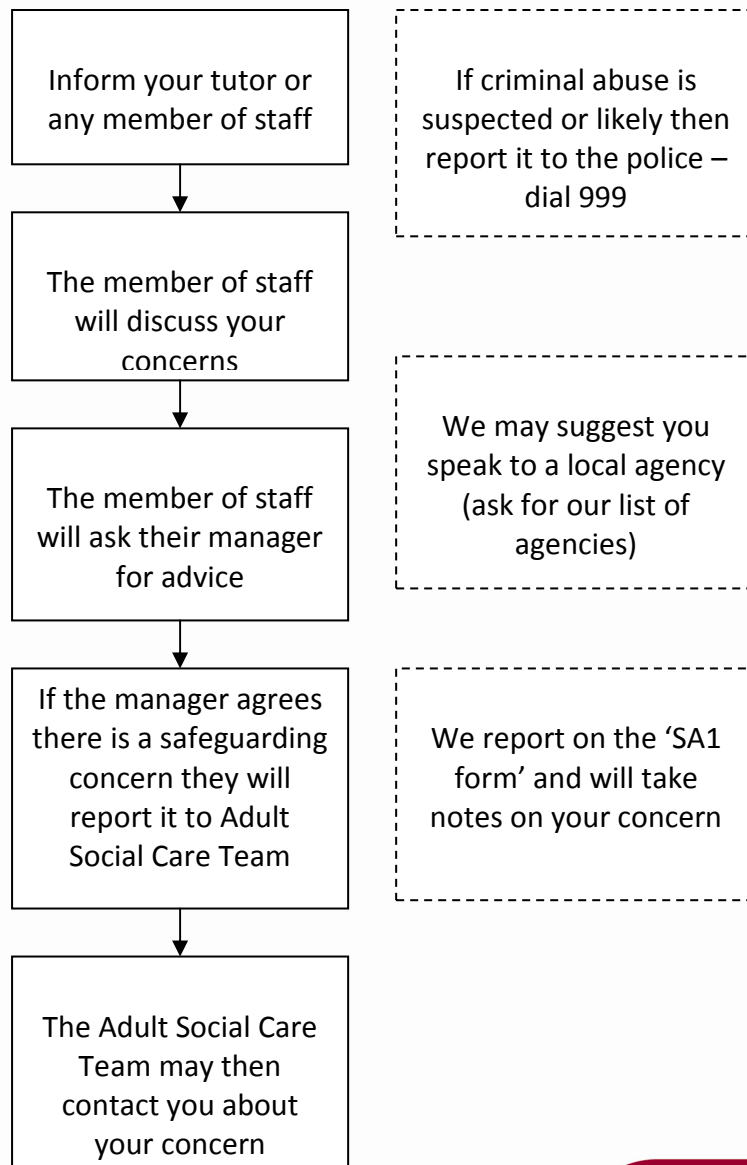 Inform your tutor or
any member of staff
If criminal abuse is
suspected or likely then
report it to the police –
dial 999
The member of staff
will discuss your
concerns
We may suggest you
speak to a local agency
(ask for our list of
agencies)
The member of staff
will ask their manager
for advice
If the manager agrees
there is a safeguarding
concern they will
report it to Adult
Social Care Team
We report on the ‘SA1
form’ and will take
notes on your concern
The Adult Social Care
Team may then
contact you about
your concern